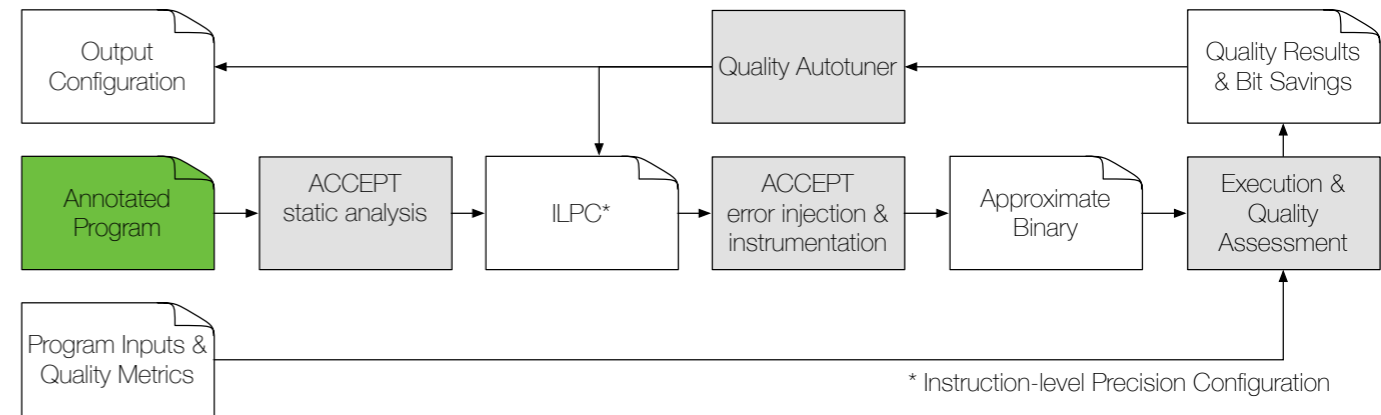 Output
Configuration
Quality Autotuner
Quality Results
& Bit Savings
Annotated
Program
ACCEPT
static analysis
ILPC*
ACCEPT
error injection &
instrumentation
Approximate
Binary
Execution &
Quality
Assessment
Program Inputs &
Quality Metrics
* Instruction-level Precision Configuration